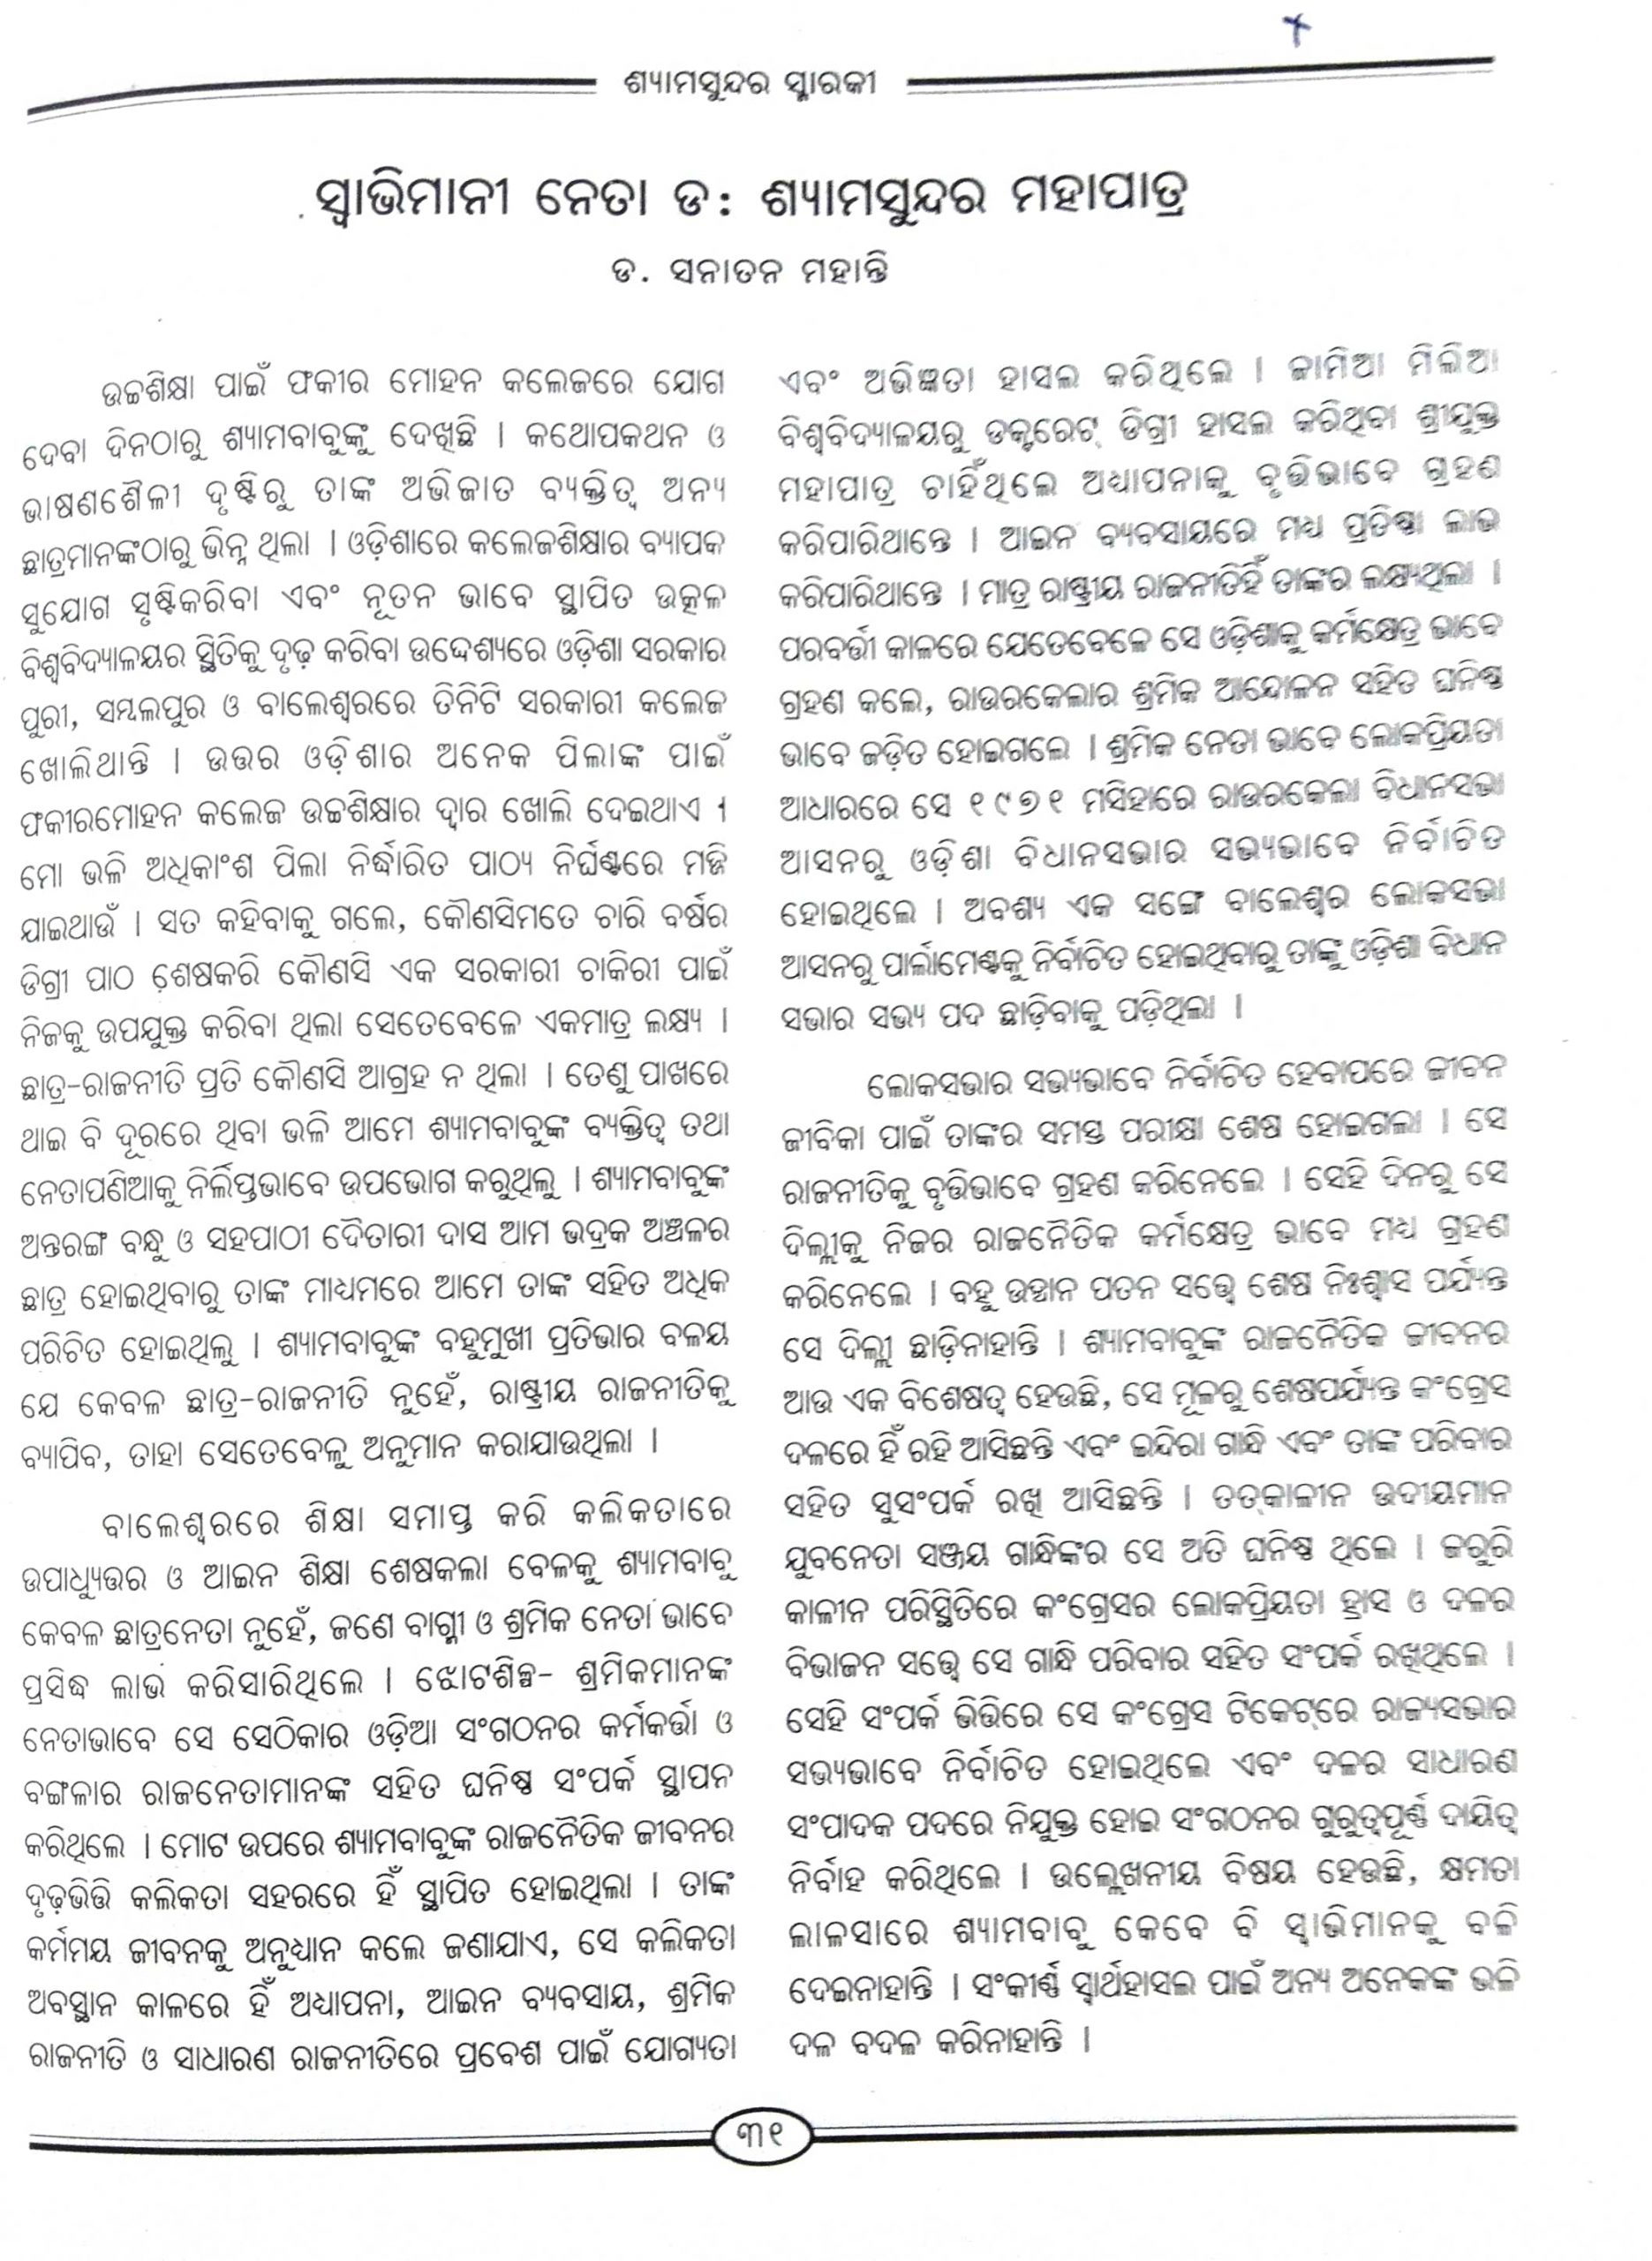 ଶ୍ୟାମସୁନ୍ଦର ସ୍ମାରକୀ
ସ୍ୱାଭିମାନୀ ନେତା ଡ: ଶ୍ୟାମସୁନ୍ଦର ମହାପାତ୍ର
ଡ. ସନାତନ ମହାନ୍ତି
ଉଚ୍ଚଶିକ୍ଷା ପାଇଁ ଫକୀର ମୋହନ କଲେଜରେ ଯୋଗ
ଦେବା ଦିନଠାରୁ ଶ୍ୟାମବାବୁଙ୍କୁ ଦେଖିଛି । କଥୋପକଥନ ଓ
ଭାଷଣଶୈଳୀ ଦୃଷ୍ଟିରୁ ତାଙ୍କ ଅଭିଜାତ ବ୍ୟକ୍ତିତ୍ୱ ଅନ୍ୟ
ଛାତ୍ରମାନଙ୍କଠାରୁ ଭିନ୍ନ ଥିଲା । ଓଡ଼ିଶାରେ କଲେଜଶିକ୍ଷାର ବ୍ୟାପକ
ସୁଯୋଗ ସୃଷ୍ଟିକରିବା ଏବଂ ନୂତନ ଭାବେ ସ୍ଥାପିତ ଉତ୍କଳ
ବିଶ୍ୱବିଦ୍ୟାଳୟର ସ୍ଥିତିକୁ ଦୃଢ଼ କରିବା ଉଦ୍ଦେଶ୍ୟରେ ଓଡ଼ିଶା ସରକାର
ପୁରୀ, ସମ୍ବଲପୁର ଓ ବାଲେଶ୍ୱରରେ ତିନିଟି ସରକାରୀ କଲେଜ
ଖୋଲିଥାନ୍ତି । ଉତ୍ତର ଓଡ଼ିଶାର ଅନେକ ପିଲାଙ୍କ ପାଇଁ
ଫକୀରମୋହନ କଲେଜ ଉଚ୍ଚଶିକ୍ଷାର ଦ୍ୱାର ଖୋଲି ଦେଇଥାଏ ।
ମୋ ଭଳି ଅଧିକାଂଶ ପିଲା ନିର୍ଦ୍ଧାରିତ ପାଠ୍ୟ ନିର୍ଘଣ୍ଟରେ ମଜି
ଯାଇଥାଉଁ । ସତ କହିବାକୁ ଗଲେ, କୌଣସିମତେ ଚାରି ବର୍ଷର
ଡିଗ୍ରୀ ପାଠ ଶେଷକରି କୌଣସି ଏକ ସରକାରୀ ଚାକିରୀ ପାଇଁ
ନିଜକୁ ଉପଯୁକ୍ତ କରିବା ଥିଲା ସେତେବେଳେ ଏକମାତ୍ର ଲକ୍ଷ୍ୟ ।
ଛାତ୍ର-ରାଜନୀତି ପ୍ରତି କୌଣସି ଆଗ୍ରହ ନ ଥିଲା । ତେଣୁ ପାଖରେ
ଥାଇ ବି ଦୂରରେ ଥିବା ଭଳି ଆମେ ଶ୍ୟାମବାବୁଙ୍କ ବ୍ୟକ୍ତିତ୍ୱ ତଥା
ନେତାପଣିଆକୁ ନିର୍ଲିପ୍ତଭାବେ ଉପଭୋଗ କରୁଥିଲୁ । ଶ୍ୟାମବାବୁଙ୍କ
ଅନ୍ତରଙ୍ଗ ବନ୍ଧୁ ଓ ସହପାଠୀ ଦୈତାରୀ ଦାସ ଆମ ଭଦ୍ରକ ଅଞ୍ଚଳର
ଛାତ୍ର ହୋଇଥିବାରୁ ତାଙ୍କ ମାଧ୍ୟମରେ ଆମେ ତାଙ୍କ ସହିତ ଅଧିକ
ପରିଚିତ ହୋଇଥିଲୁ । ଶ୍ୟାମବାବୁଙ୍କ ବହୁମୁଖୀ ପ୍ରତିଭାର ବଳୟ
ଯେ କେବଳ ଛାତ୍ର-ରାଜନୀତି ନୁହେଁ, ରାଷ୍ଟ୍ରୀୟ ରାଜନୀତିକୁ
ବ୍ୟାପିବ, ତାହା ସେତେବେଳୁ ଅନୁମାନ କରାଯାଉଥିଲା ।
ବାଲେଶ୍ୱରରେ ଶିକ୍ଷା ସମାପ୍ତ କରି କଲିକତାରେ
ଉପାଧ୍ୟୁତ୍ତର ଓ ଆଇନ ଶିକ୍ଷା ଶେଷକଲା ବେଳକୁ ଶ୍ୟାମବାବୁ
କେବଳ ଛାତ୍ରନେତା ନୁହେଁ, ଜଣେ ବାଗ୍ମୀ ଓ ଶ୍ରମିକ ନେତା ଭାବେ
ପ୍ରସିଦ୍ଧ ଲାଭ କରିସାରିଥିଲେ । ଝୋଟଶିଳ୍ପ- ଶ୍ରମିକମାନଙ୍କ
ନେତାଭାବେ ସେ ସେଠିକାର ଓଡ଼ିଆ ସଂଗଠନର କର୍ମକର୍ତ୍ତା ଓ
ବଙ୍ଗଳାର ରାଜନେତାମାନଙ୍କ ସହିତ ଘନିଷ୍ଠ ସଂପର୍କ ସ୍ଥାପନ
କରିଥିଲେ । ମୋଟ ଉପରେ ଶ୍ୟାମବାବୁଙ୍କ ରାଜନୈତିକ ଜୀବନର
ଦୃଢ଼ଭିତ୍ତି କଲିକତା ସହରରେ ହିଁ ସ୍ଥାପିତ ହୋଇଥିଲା । ତାଙ୍କ
କର୍ମମୟ ଜୀବନକୁ ଅନୁଧ୍ୟାନ କଲେ ଜଣାଯାଏ, ସେ କଲିକତା
ଅବସ୍ଥାନ କାଳରେ ହିଁ ଅଧ୍ୟାପନା, ଆଇନ ବ୍ୟବସାୟ, ଶ୍ରମିକ
ରାଜନୀତି ଓ ସାଧାରଣ ରାଜନୀତିରେ ପ୍ରବେଶ ପାଇଁ ଯୋଗ୍ୟତା
ଏବଂ ଅଭିଜ୍ଞତା ହାସଲ କରିଥିଲେ । ଜାମିଆ ମିଲିଆ
ବିଶ୍ୱବିଦ୍ୟାଳୟରୁ ଡକ୍ଟରେଟ୍ ଡିଗ୍ରୀ ହାସଲ କରିଥିବା ଶ୍ରୀଯୁକ୍ତ
ମହାପାତ୍ର ଚାହିଁଥିଲେ ଅଧ୍ୟାପନାକୁ ବୃତ୍ତିଭାବେ ଗ୍ରହଣ
କରିପାରିଥାନ୍ତେ । ଆଇନ ବ୍ୟବସାୟରେ ମଧ୍ୟ ପ୍ରତିଷ୍ଠା ଲାଭ
କରିପାରିଥାନ୍ତେ । ମାତ୍ର ରାଷ୍ଟ୍ରୀୟ ରାଜନୀତିହିଁ ତାଙ୍କର ଲକ୍ଷ୍ୟଥିଲା ।
ପରବର୍ତ୍ତୀ କାଳରେ ଯେତେବେଳେ ସେ ଓଡ଼ିଶାକୁ କର୍ମକ୍ଷେତ୍ର ଭାବେ
ଗ୍ରହଣ କଲେ, ରାଉରକେଲାର ଶ୍ରମିକ ଆନ୍ଦୋଳନ ସହିତ ଘନିଷ୍ଠ
ଭାବେ ଜଡ଼ିତ ହୋଇଗଲେ । ଶ୍ରମିକ ନେତା ଭାବେ ଲୋକପ୍ରିୟତା
ଆଧାରରେ ସେ ୧୯୭୧ ମସିହାରେ ରାଉରକେଲା ବିଧାନସଭା
ଆସନରୁ ଓଡ଼ିଶା ବିଧାନସଭାର ସଭ୍ୟଭାବେ ନିର୍ବାଚିତ
ହୋଇଥିଲେ । ଅବଶ୍ୟ ଏକ ସଙ୍ଗେ ବାଲେଶ୍ୱର ଲୋକସଭା
ଆସନରୁ ପାର୍ଲାମେଣ୍ଟକୁ ନିର୍ବାଚିତ ହୋଇଥିବାରୁ ତାଙ୍କୁ ଓଡ଼ିଶା ବିଧାନ
ସଭାର ସଭ୍ୟ ପଦ ଛାଡ଼ିବାକୁ ପଡ଼ିଥିଲା ।
ଲୋକସଭାର ସଭ୍ୟଭାବେ ନିର୍ବାଚିତ ହେବାପରେ ଜୀବନ
ଜୀବିକା ପାଇଁ ତାଙ୍କର ସମସ୍ତ ପରୀକ୍ଷା ଶେଷ ହୋଇଗଲା । ସେ
ରାଜନୀତିକୁ ବୃତ୍ତିଭାବେ ଗ୍ରହଣ କରିନେଲେ । ସେହି ଦିନରୁ ସେ
ଦିଲ୍ଲୀକୁ ନିଜର ରାଜନୈତିକ କର୍ମକ୍ଷେତ୍ର ଭାବେ ମଧ୍ୟ ଗ୍ରହଣ
କରିନେଲେ । ବହୁ ଉତ୍ଥାନ ପତନ ସତ୍ତ୍ୱେ ଶେଷ ନିଃଶ୍ୱାସ ପର୍ଯ୍ୟନ୍ତ
ସେ ଦିଲ୍ଲୀ ଛାଡ଼ିନାହାନ୍ତି । ଶ୍ୟାମବାବୁଙ୍କ ରାଜନୈତିକ ଜୀବନର
ଆଉ ଏକ ବିଶେଷତ୍ୱ ହେଉଛି, ସେ ମୂଳରୁ ଶେଷପର୍ଯ୍ୟନ୍ତ କଂଗ୍ରେସ
ଦଳରେ ହିଁ ରହି ଆସିଛନ୍ତି ଏବଂ ଇନ୍ଦିରା ଗାନ୍ଧି ଏବଂ ତାଙ୍କ ପରିବାର
ସହିତ ସୁସଂପର୍କ ରଖି ଆସିଛନ୍ତି । ତତ୍କାଳୀନ ଉଦୀୟମାନ
ଯୁବନେତା ସଞ୍ଜୟ ଗାନ୍ଧିଙ୍କର ସେ ଅତି ଘନିଷ୍ଠ ଥିଲେ । ଜରୁରି
କାଳୀନ ପରିସ୍ଥିତିରେ କଂଗ୍ରେସର ଲୋକପ୍ରିୟତା ହ୍ରାସ ଓ ଦଳର
ବିଭାଜନ ସତ୍ତ୍ୱେ ସେ ଗାନ୍ଧି ପରିବାର ସହିତ ସଂପର୍କ ରଖିଥିଲେ ।
ସେହି ସଂପର୍କ ଭିତ୍ତିରେ ସେ କଂଗ୍ରେସ ଟିକେଟ୍‌ରେ ରାଜ୍ୟସଭାର
ସଭ୍ୟଭାବେ ନିର୍ବାଚିତ ହୋଇଥିଲେ ଏବଂ ଦଳର ସାଧାରଣ
ସଂପାଦକ ପଦରେ ନିଯୁକ୍ତ ହୋଇ ସଂଗଠନର ଗୁରୁତ୍ୱପୂର୍ଣ୍ଣ ଦାୟିତ୍ୱ
ନିର୍ବାହ କରିଥିଲେ । ଉଲ୍ଲେଖନୀୟ ବିଷୟ ହେଉଛି, କ୍ଷମତା
ଲାଳସାରେ ଶ୍ୟାମବାବୁ କେବେ ବି ସ୍ୱାଭିମାନକୁ ବଳି
ଦେଇନାହାନ୍ତି । ସଂକୀର୍ଣ୍ଣ ସ୍ୱାର୍ଥହାସଲ ପାଇଁ ଅନ୍ୟ ଅନେକଙ୍କ ଭଳି
ଦଳ ବଦଳ କରିନାହାନ୍ତି ।
୩୧